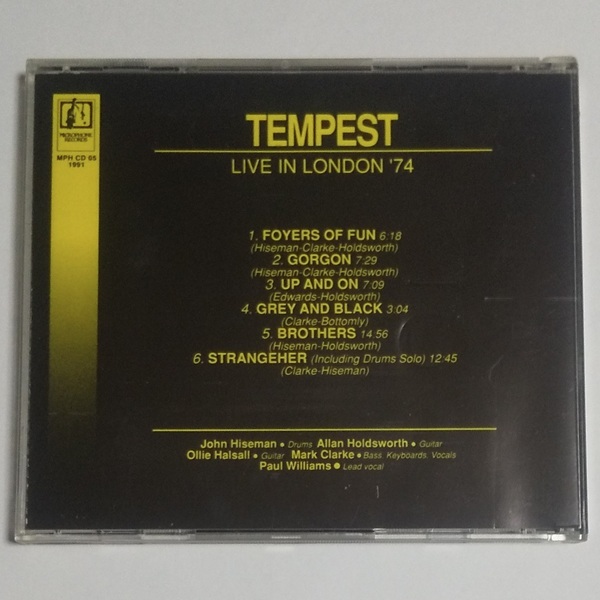 MICROPHONE
RECORDS
MPH CD 05
1991
TEMPEST
LIVE IN LONDON '74
1. FOYERS OF FUN 6:18
(Hiseman-Clarke-Holdsworth)
2. GORGON 7:29
(Hiseman-Clarke-Holdsworth)
3. UP AND ON 7:09
(Edwards-Holdsworth)
4. GREY AND BLACK 3:04
(Clarke-Bottomly)
5. BROTHERS 14:56
(Hiseman-Holdsworth)
6. STRANGEHER (Including Drums Solo) 12:45
(Clarke-Hiseman)
John Hiseman • Drums Allan Holdsworth • Guitar
Ollie Halsall • Guitar Mark Clarke • Bass, Keyboards, Vocals
Paul Williams • Lead vocal